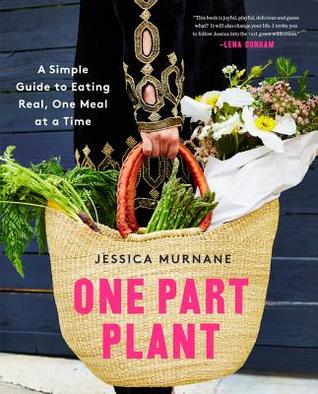 "This book is joyful, playful, delicious and guess
what? It will also change your life. I invite you
to follow Jessica into the vast green wilderness."
–LENA DUNHAM
A Simple
Guide to Eating
Real, One Meal
at a Time
JESSICA MURNANE
ONE PART
PLANT